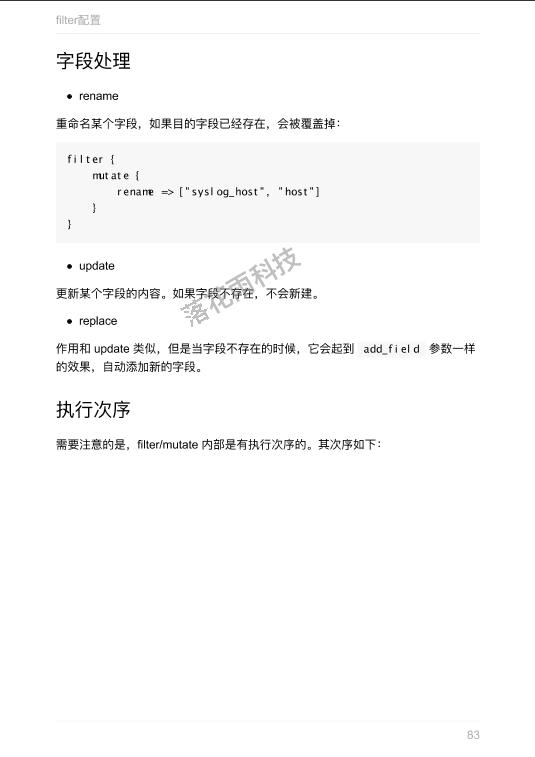 filter配置
字段处理
• rename
重命名某个字段，如果目的字段已经存在，会被覆盖掉：
filter {
    mutate {
        rename => ["syslog_host", "host"]
    }
}
• update
更新某个字段的内容。如果字段不存在，不会新建。
• replace
作用和 update 类似，但是当字段不存在的时候，它会起到 add_field 参数一样
的效果，自动添加新的字段。
执行次序
需要注意的是，filter/mutate 内部是有执行次序的。其次序如下：
落花雨科技
83